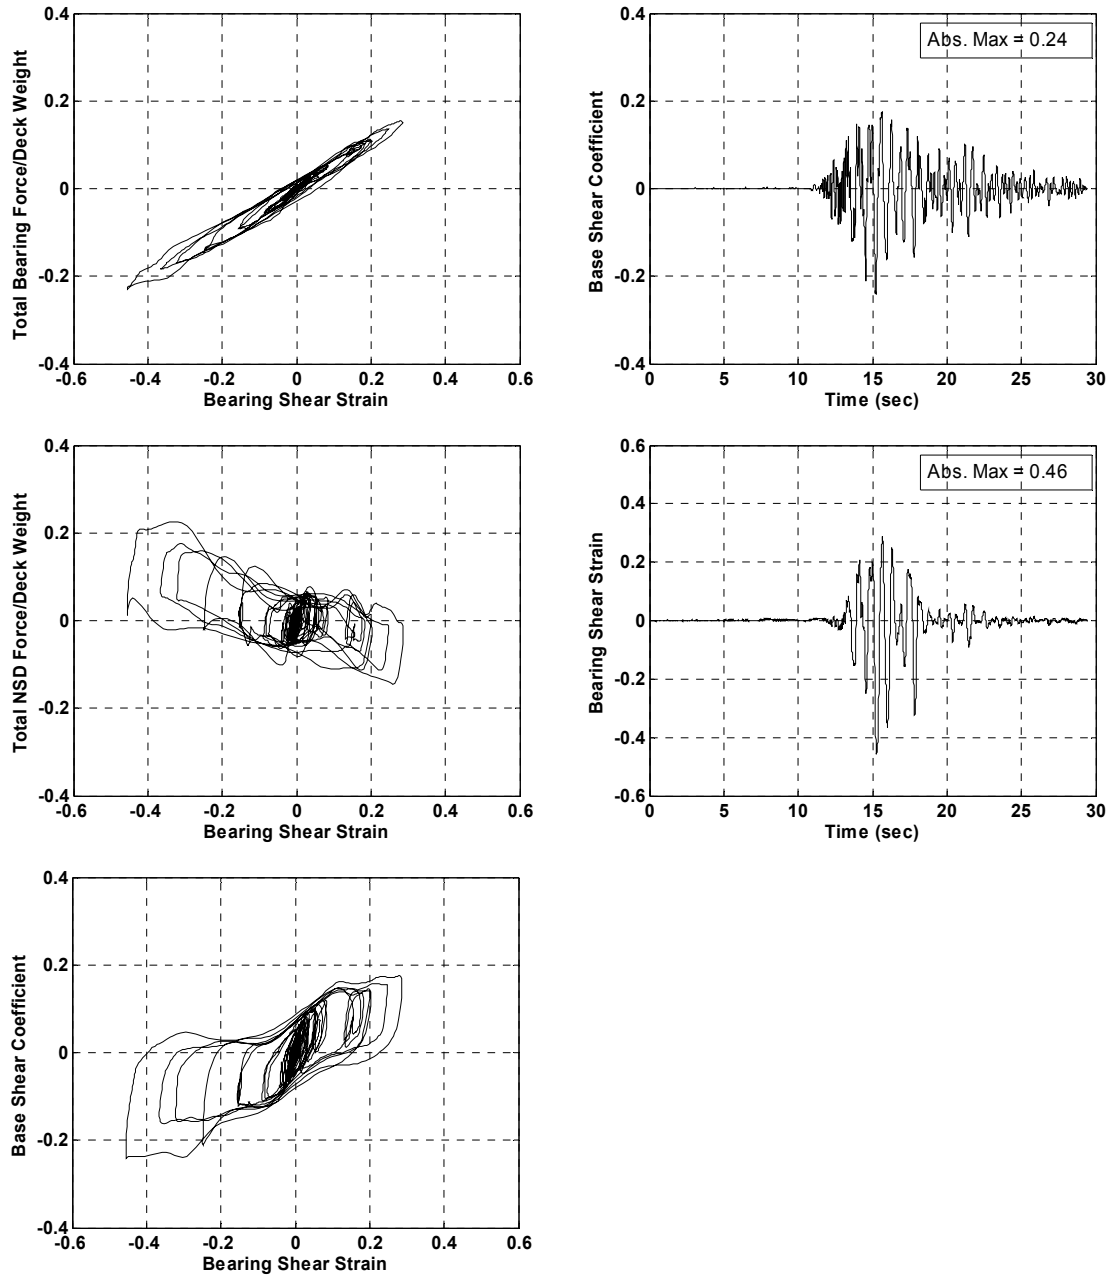 Total Bearing Force/Deck Weight
0.4
0.2
0
-0.2
-0.4
-0.6 -0.4 -0.2 0 0.2 0.4 0.6
Bearing Shear Strain
Base Shear Coefficient
0.4
0.2
0
-0.2
-0.4
Abs. Max = 0.24
0 5 10 15 20 25 30
Time (sec)
Total NSD Force/Deck Weight
0.4
0.2
0
-0.2
-0.4
-0.6 -0.4 -0.2 0 0.2 0.4 0.6
Bearing Shear Strain
Bearing Shear Strain
0.6
0.4
0.2
0
-0.2
-0.4
-0.6
Abs. Max = 0.46
0 5 10 15 20 25 30
Time (sec)
Base Shear Coefficient
0.4
0.2
0
-0.2
-0.4
-0.6 -0.4 -0.2 0 0.2 0.4 0.6
Bearing Shear Strain